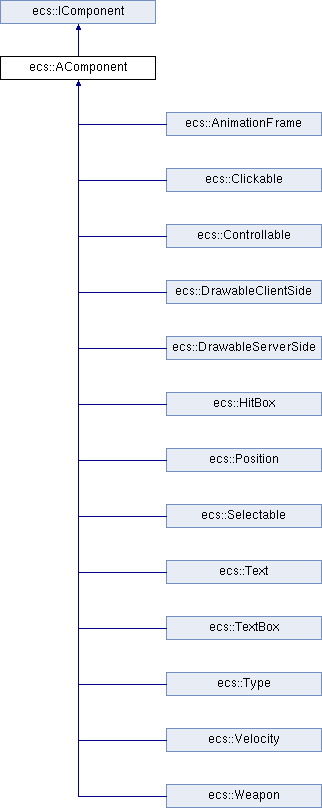 ecs::IComponent
ecs::AComponent
ecs::AnimationFrame
ecs::Clickable
ecs::Controllable
ecs::DrawableClientSide
ecs::DrawableServerSide
ecs::HitBox
ecs::Position
ecs::Selectable
ecs::Text
ecs::TextBox
ecs::Type
ecs::Velocity
ecs::Weapon